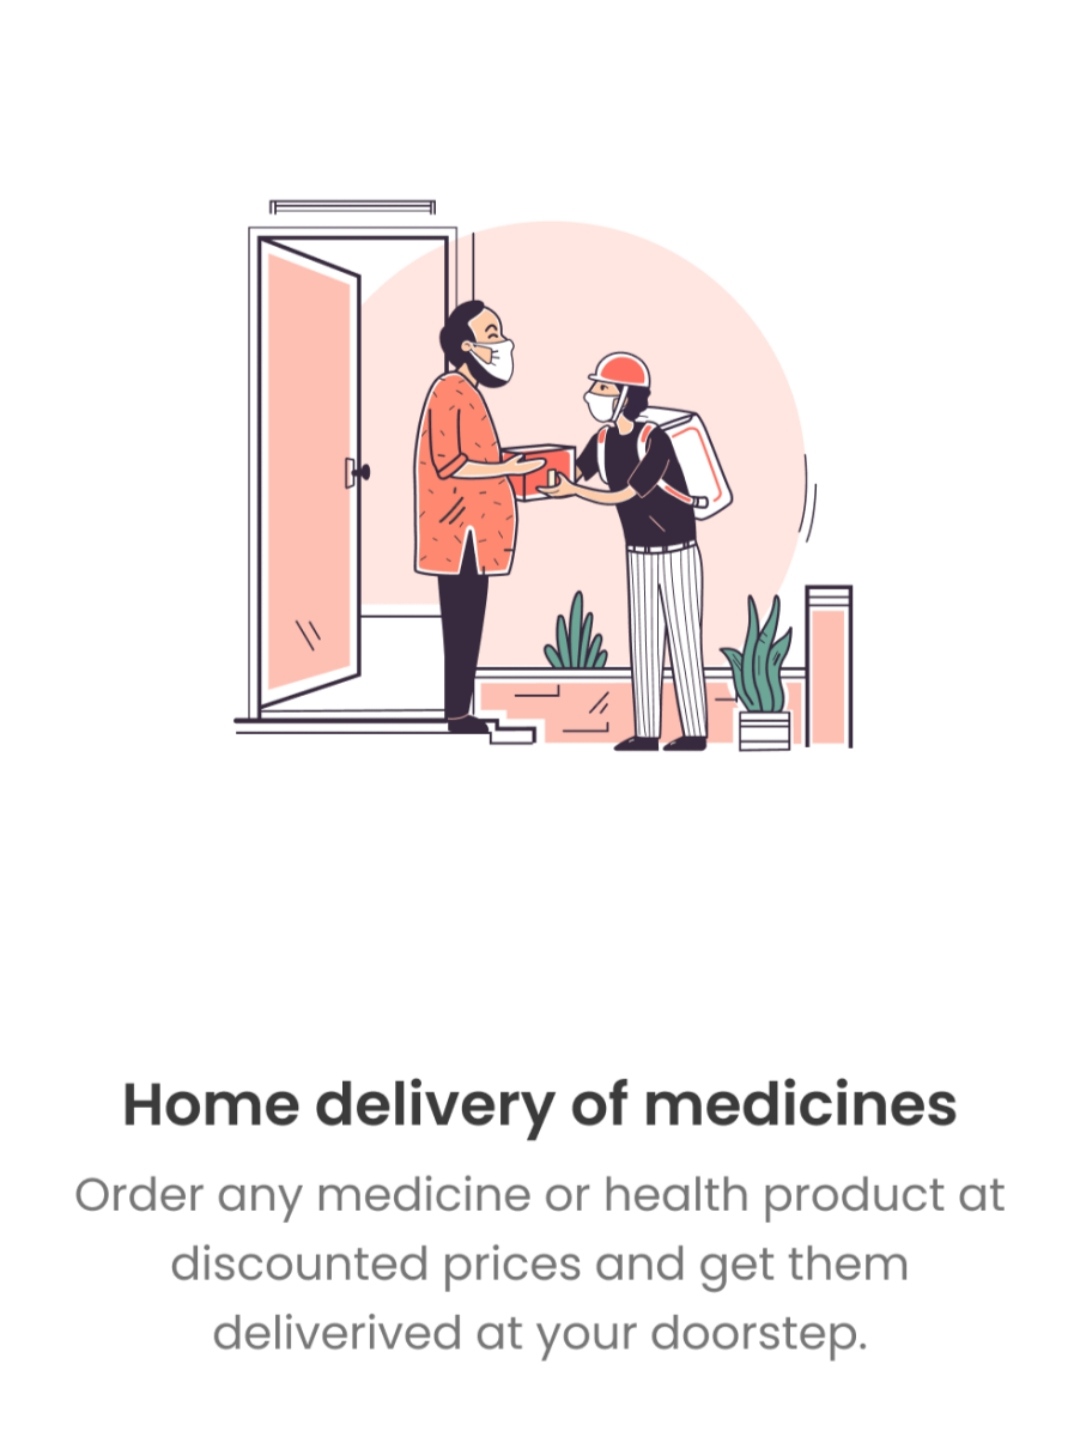 Home delivery of medicines
Order any medicine or health product at
discounted prices and get them
deliverived at your doorstep.